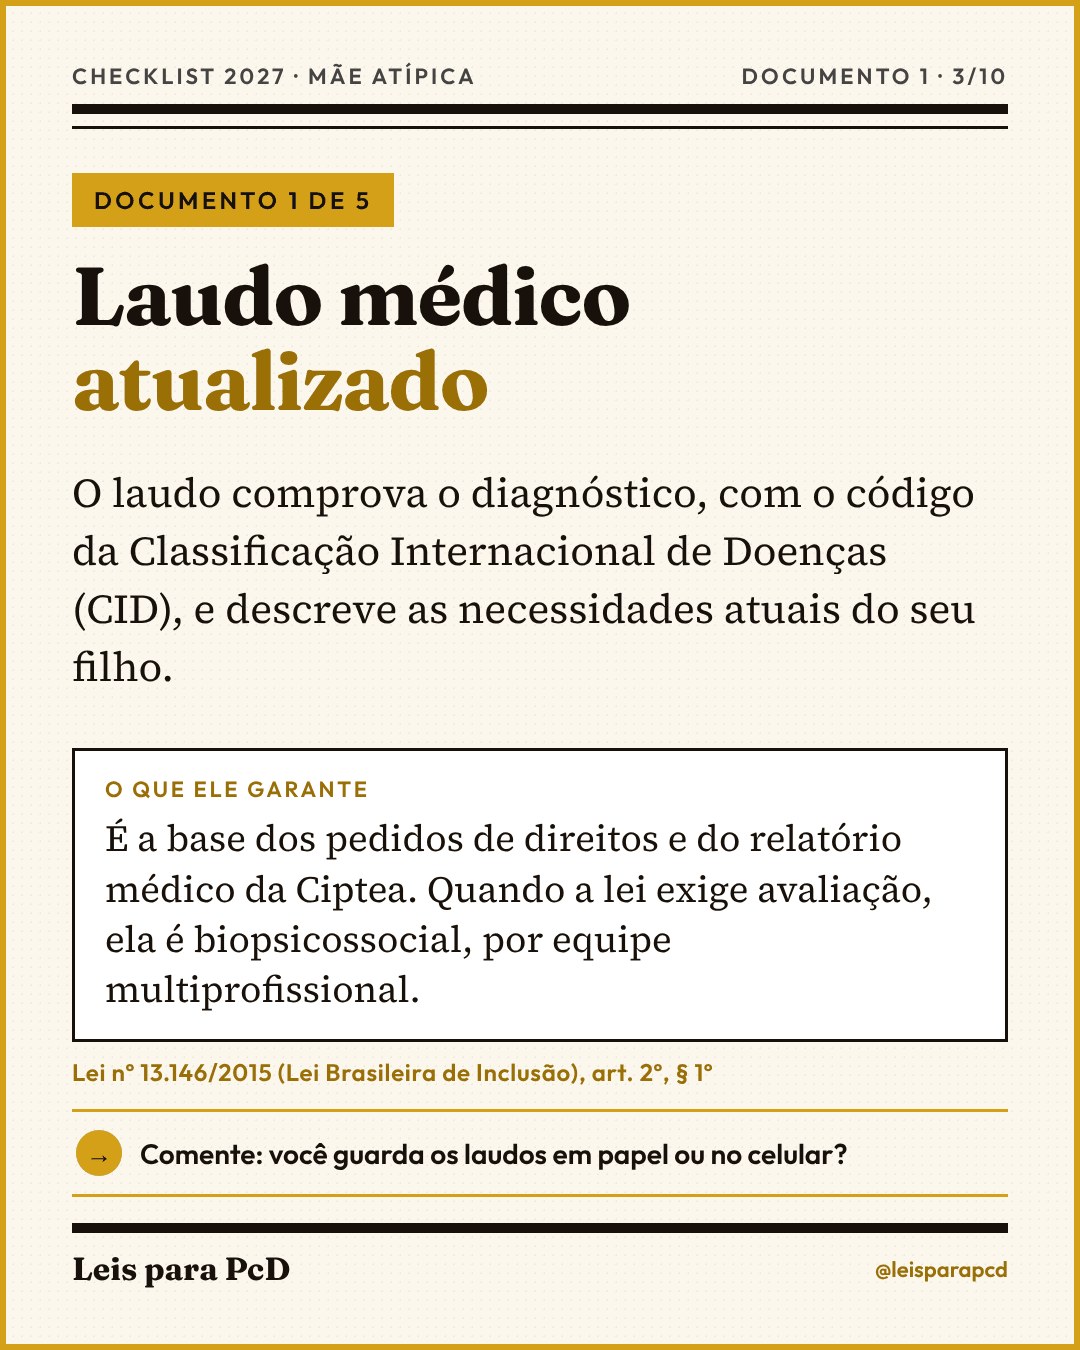 CHECKLIST 2027 · MÃE ATÍPICA
DOCUMENTO 1 · 3/10
DOCUMENTO 1 DE 5
Laudo médico
atualizado
O laudo comprova o diagnóstico, com o código
da Classificação Internacional de Doenças
(CID), e descreve as necessidades atuais do seu
filho.
O QUE ELE GARANTE
É a base dos pedidos de direitos e do relatório
médico da Ciptea. Quando a lei exige avaliação,
ela é biopsicossocial, por equipe
multiprofissional.
Lei nº 13.146/2015 (Lei Brasileira de Inclusão), art. 2º, § 1º
→ Comente: você guarda os laudos em papel ou no celular?
Leis para PcD
@leisparapcd